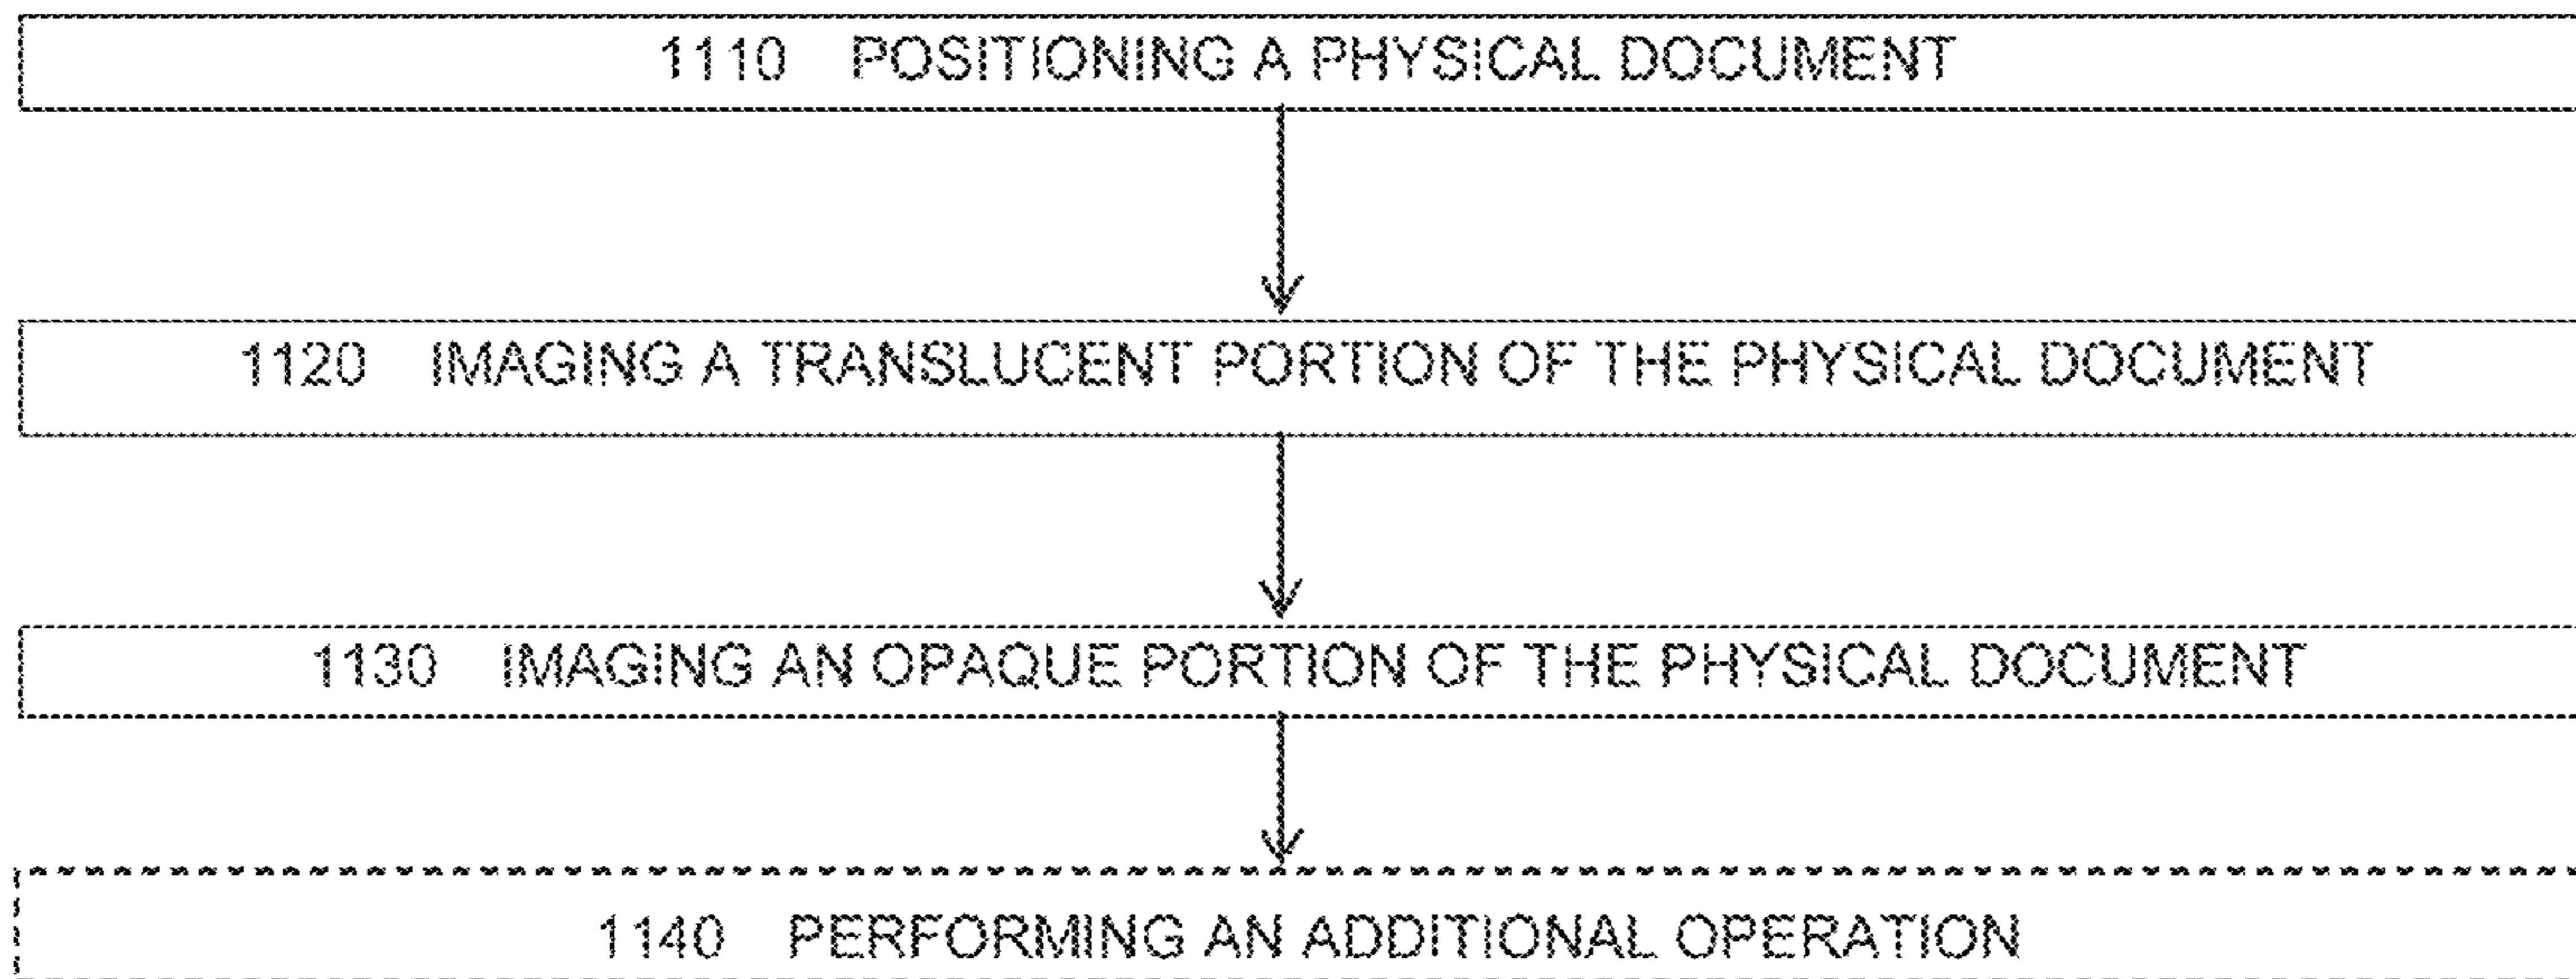 1110 POSITIONING A PHYSICAL DOCUMENT
1120 IMAGING A TRANSLUCENT PORTION OF THE PHYSICAL DOCUMENT
1130 IMAGING AN OPAQUE PORTION OF THE PHYSICAL DOCUMENT
1140 PERFORMING AN ADDITIONAL OPERATION